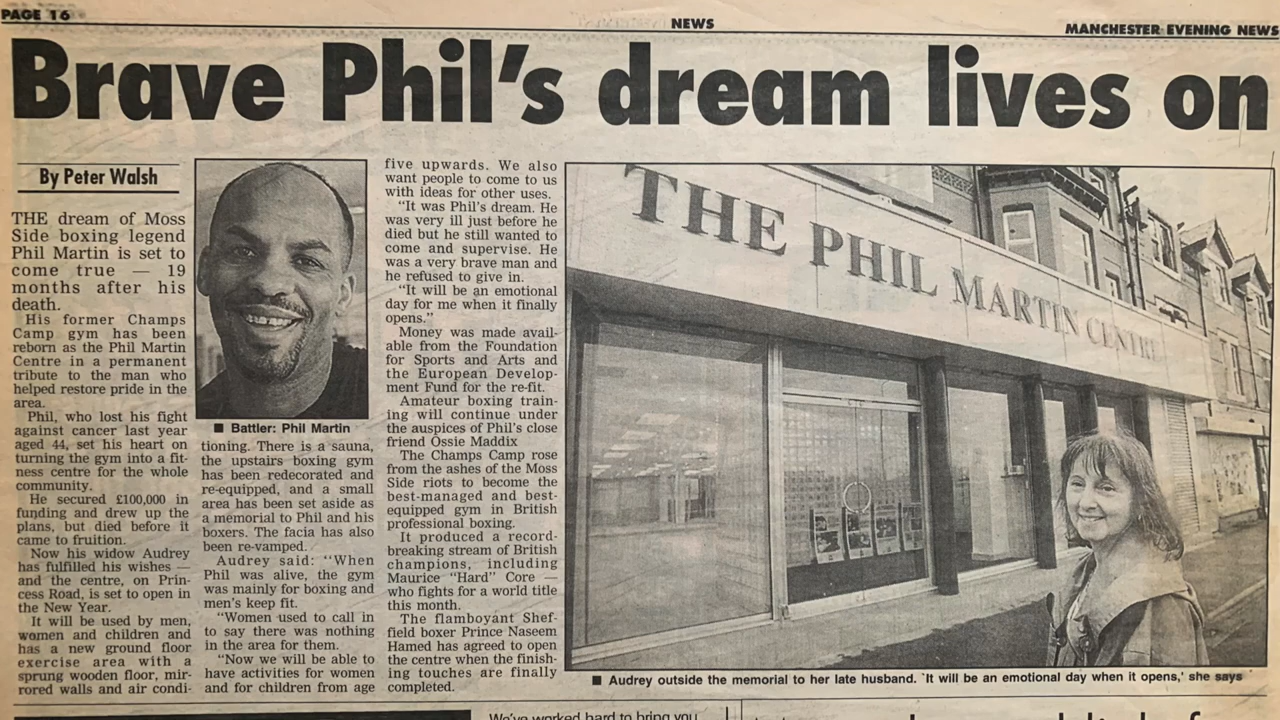 PAGE 16
NEWS
MANCHESTER EVENING NEWS
Brave Phil's dream lives on
By Peter Walsh
THE dream of Moss
Side boxing legend
Phil Martin is set to
come true — 19
months after his
death.
His former Champs
Camp gym has been
reborn as the Phil Martin
Centre in a permanent
tribute to the man who
helped restore pride in the
area.
Phil, who lost his fight
against cancer last year
aged 44, set his heart on
turning the gym into a fit-
ness centre for the whole
community.
He secured £100,000 in
funding and drew up the
plans, but died before it
came to fruition.
Now his widow Audrey
has fulfilled his wishes —
and the centre, on Prin-
cess Road, is set to open in
the New Year.
It will be used by men,
women and children and
has a new ground floor
exercise area with a
sprung wooden floor, mir-
rored walls and air condi-
■ Battler: Phil Martin
tioning. There is a sauna,
the upstairs boxing gym
has been redecorated and
re-equipped, and a small
area has been set aside as
a memorial to Phil and his
boxers. The facia has also
been re-vamped.
Audrey said: "When
Phil was alive, the gym
was mainly for boxing and
men's keep fit.
"Women used to call in
to say there was nothing
in the area for them.
"Now we will be able to
have activities for women
and for children from age
five upwards. We also
want people to come to us
with ideas for other uses.
"It was Phil's dream. He
was very ill just before he
died but he still wanted to
come and supervise. He
was a very brave man and
he refused to give in.
"It will be an emotional
day for me when it finally
opens."
Money was made avail-
able from the Foundation
for Sports and Arts and
the European Develop-
ment Fund for the re-fit.
Amateur boxing train-
ing will continue under
the auspices of Phil's close
friend Ossie Maddix
The Champs Camp rose
from the ashes of the Moss
Side riots to become the
best-managed and best-
equipped gym in British
professional boxing.
It produced a record-
breaking stream of British
champions, including
Maurice "Hard" Core —
who fights for a world title
this month.
The flamboyant Shef-
field boxer Prince Naseem
Hamed has agreed to open
the centre when the finish-
ing touches are finally
completed.
THE PHIL MARTIN CENTRE
■ Audrey outside the memorial to her late husband. 'It will be an emotional day when it opens,' she says
We've worked hard to bring you